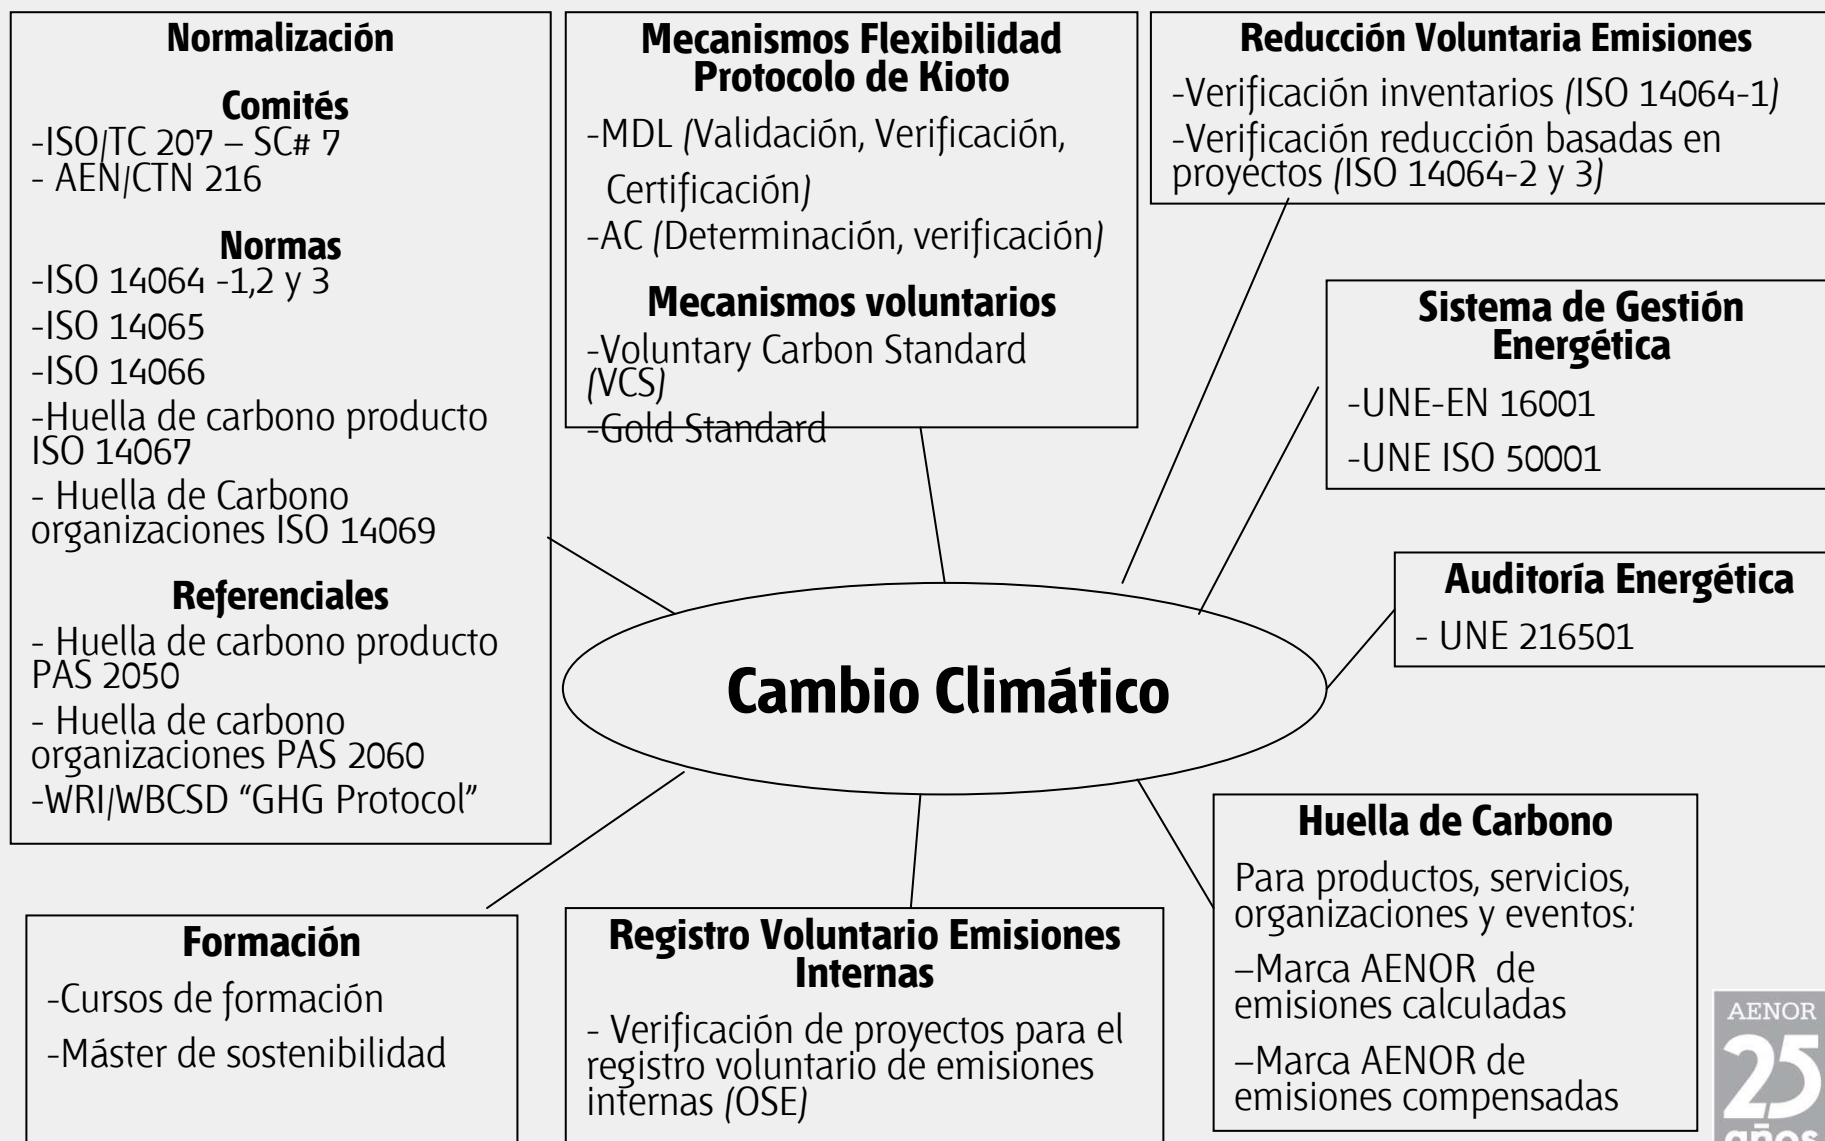 Normalización
Comités
-ISO/TC 207 – SC# 7
- AEN/CTN 216
Normas
-ISO 14064 -1,2 y 3
-ISO 14065
-ISO 14066
-Huella de carbono producto
ISO 14067
- Huella de Carbono
organizaciones ISO 14069
Referenciales
- Huella de carbono producto
PAS 2050
- Huella de carbono
organizaciones PAS 2060
-WRI/WBCSD “GHG Protocol”
Mecanismos Flexibilidad
Protocolo de Kioto
-MDL (Validación, Verificación,
Certificación)
-AC (Determinación, verificación)
Mecanismos voluntarios
-Voluntary Carbon Standard
(VCS)
-Gold Standard
Reducción Voluntaria Emisiones
-Verificación inventarios (ISO 14064-1)
-Verificación reducción basadas en
proyectos (ISO 14064-2 y 3)
Sistema de Gestión
Energética
-UNE-EN 16001
-UNE ISO 50001
Auditoría Energética
- UNE 216501
Cambio Climático
Huella de Carbono
Para productos, servicios,
organizaciones y eventos:
–Marca AENOR de
emisiones calculadas
–Marca AENOR de
emisiones compensadas
Formación
-Cursos de formación
-Máster de sostenibilidad
Registro Voluntario Emisiones
Internas
- Verificación de proyectos para el
registro voluntario de emisiones
internas (OSE)
AENOR
25
años